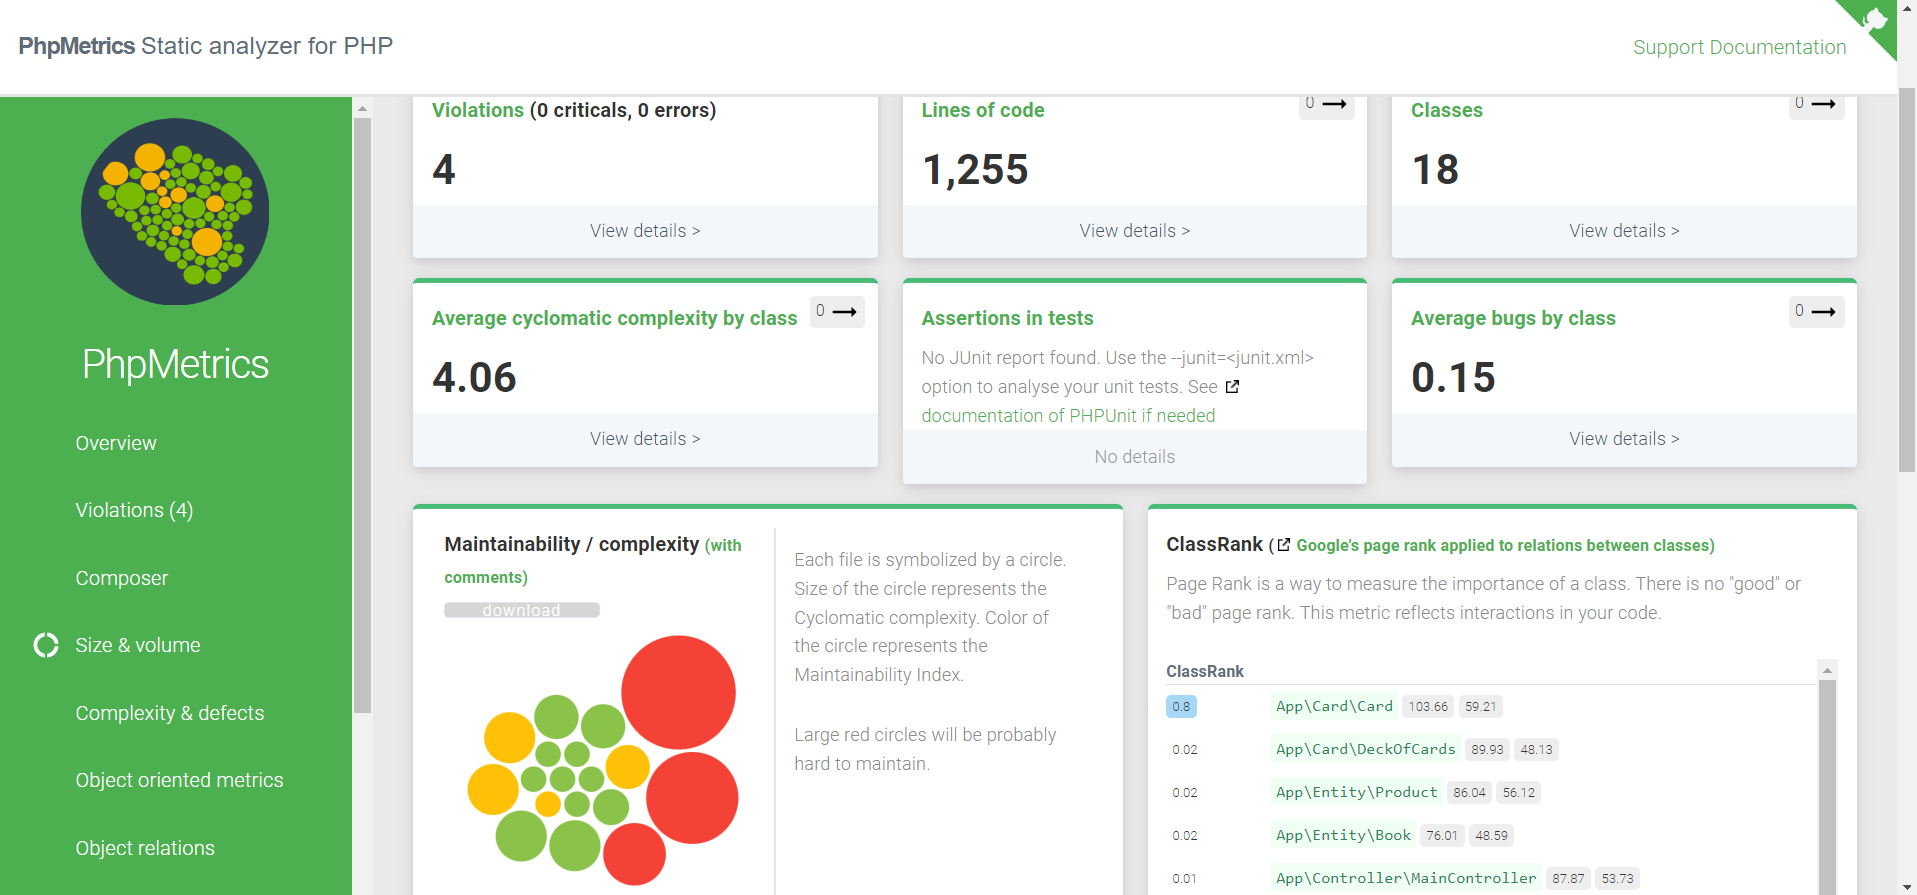 PhpMetrics Static analyzer for PHP
Support Documentation
PhpMetrics
Overview
Violations (4)
Composer
Size & volume
Complexity & defects
Object oriented metrics
Object relations
Violations (0 criticals, 0 errors)
4
View details >
Lines of code
0
1,255
View details >
Classes
0
18
View details >
Average cyclomatic complexity by class
0
4.06
View details >
Assertions in tests
No JUnit report found. Use the --junit=<junit.xml>
option to analyse your unit tests. See
documentation of PHPUnit if needed
No details
Average bugs by class
0
0.15
View details >
Maintainability / complexity (with
comments)
download
Each file is symbolized by a circle.
Size of the circle represents the
Cyclomatic complexity. Color of
the circle represents the
Maintainability Index.
Large red circles will be probably
hard to maintain.
ClassRank ( Google's page rank applied to relations between classes)
Page Rank is a way to measure the importance of a class. There is no "good" or
"bad" page rank. This metric reflects interactions in your code.
ClassRank
0.8 App\Card\Card 103.66 59.21
0.02 App\Card\DeckOfCards 89.93 48.13
0.02 App\Entity\Product 86.04 56.12
0.02 App\Entity\Book 76.01 48.59
0.01 App\Controller\MainController 87.87 53.73